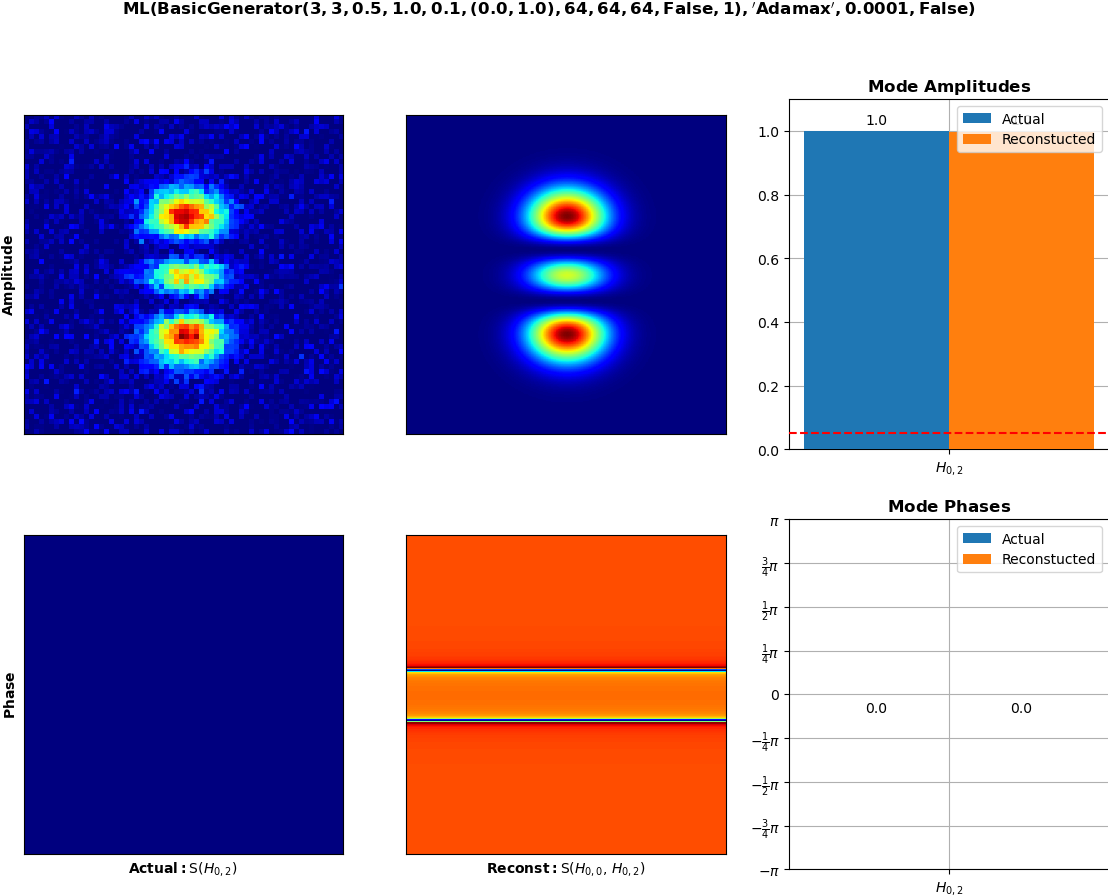 ML(BasicGenerator(3, 3, 0.5, 1.0, 0.1, (0.0, 1.0), 64, 64, 64, False, 1), ′Adamax′, 0.0001, False)
Amplitude
Mode Amplitudes
1.0
Actual
Reconstucted
1.0
0.8
0.6
0.4
0.2
0.0
H0, 2
Phase
Actual: S(H0, 2)
Reconst: S(H0, 0, H0, 2)
Mode Phases
Actual
Reconstucted
π
3/4π
1/2π
1/4π
0
−1/4π
−1/2π
−3/4π
−π
0.0 0.0
H0, 2